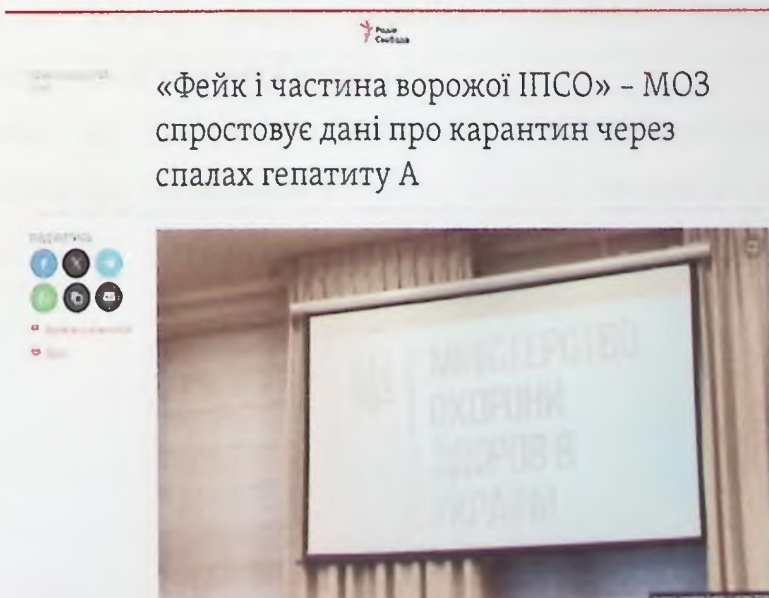 Радіо
Свобода
«Фейк і частина ворожої ІПСО» – МОЗ
спростовує дані про карантин через
спалах гепатиту А
МІНІСТЕРСТВО
ОХОРОНИ
ЗДОРОВ'Я
УКРАЇНИ